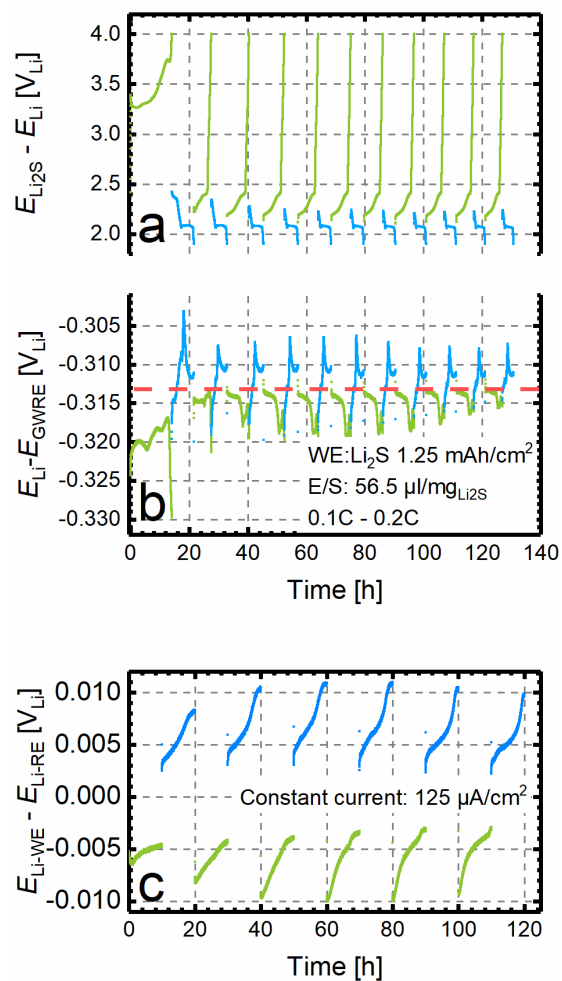 4.0
3.5
3.0
2.5
2.0
E_Li2S - E_Li [V_Li]
a
-0.305
-0.310
-0.315
-0.320
-0.325
-0.330
E_Li-E_GWRE [V_Li]
WE:Li₂S 1.25 mAh/cm²
E/S: 56.5 µl/mg_Li2S
0.1C - 0.2C
b
0 20 40 60 80 100 120 140
Time [h]
0.010
0.005
0.000
-0.005
-0.010
E_Li-WE - E_Li-RE [V_Li]
Constant current: 125 µA/cm²
c
0 20 40 60 80 100 120
Time [h]